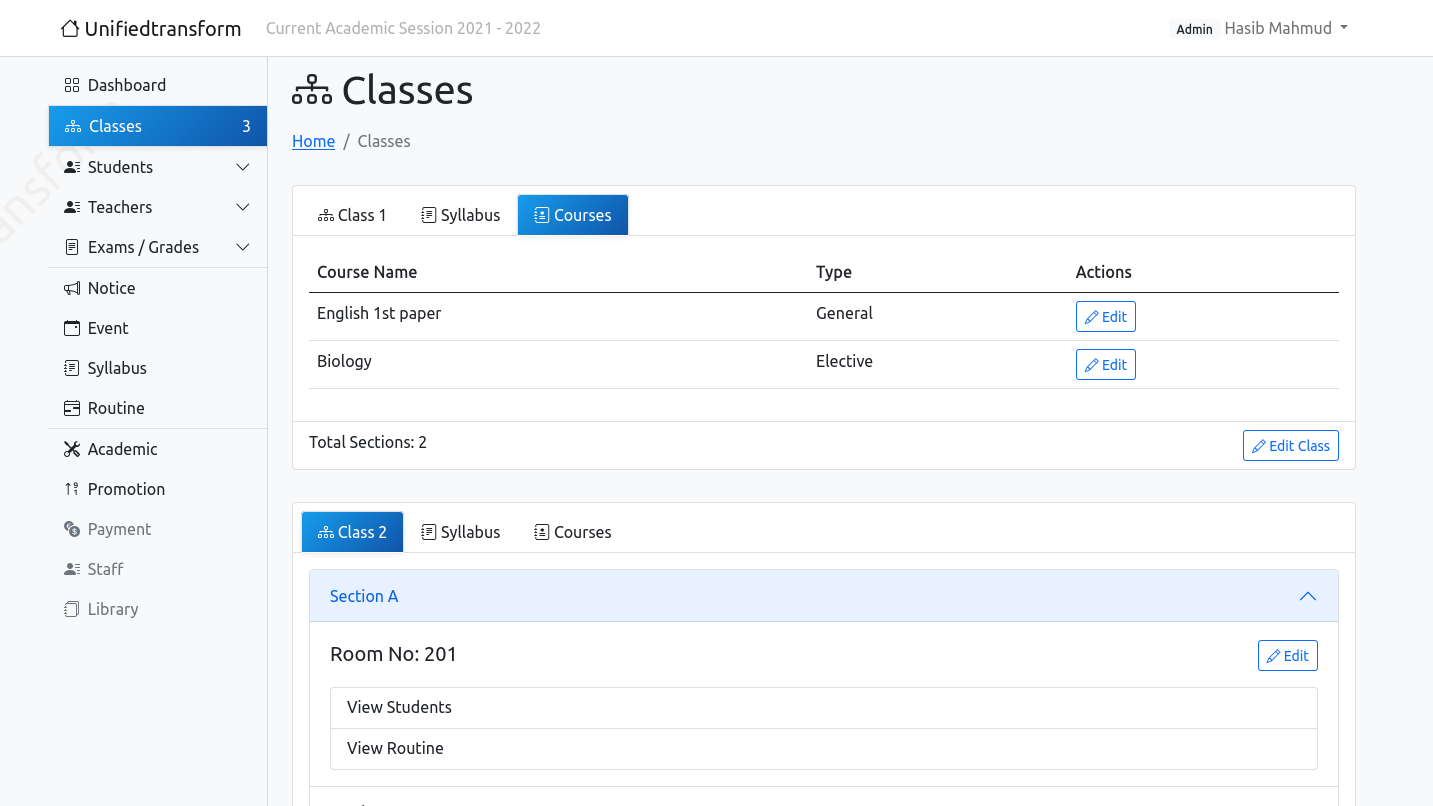 Unifiedtransform Current Academic Session 2021 - 2022 Admin Hasib Mahmud
Dashboard
Classes 3
Students
Teachers
Exams / Grades
Notice
Event
Syllabus
Routine
Academic
Promotion
Payment
Staff
Library
Classes
Home / Classes
Class 1 Syllabus Courses
Course Name Type Actions
English 1st paper General Edit
Biology Elective Edit
Total Sections: 2 Edit Class
Class 2 Syllabus Courses
Section A
Room No: 201 Edit
View Students
View Routine